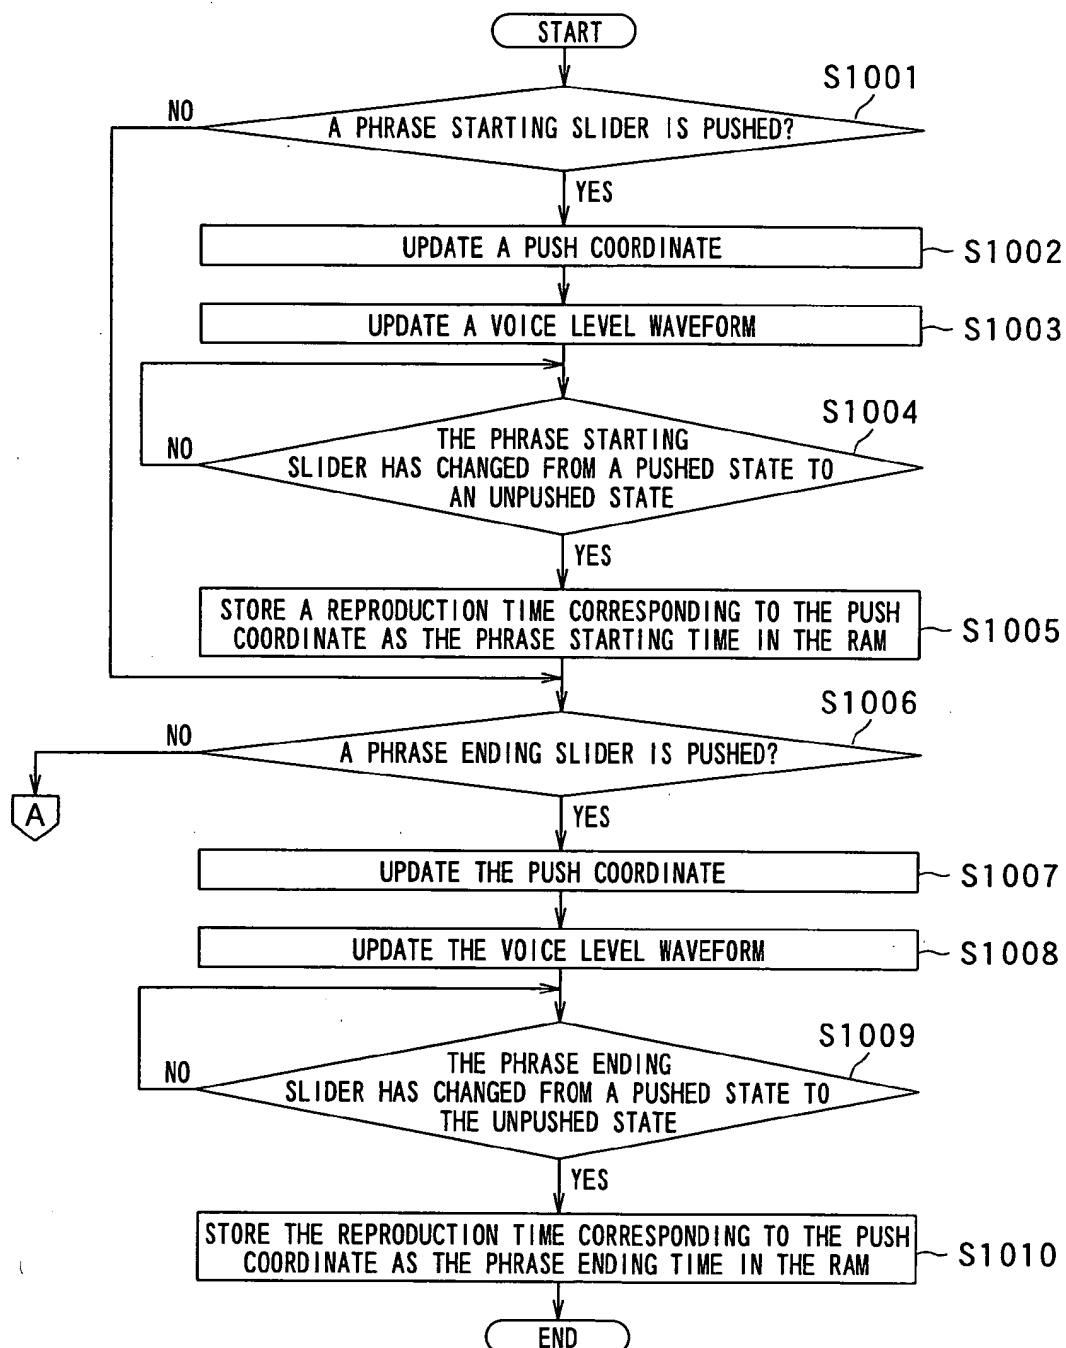 START
S1001
NO
A PHRASE STARTING SLIDER IS PUSHED?
YES
UPDATE A PUSH COORDINATE
S1002
UPDATE A VOICE LEVEL WAVEFORM
S1003
S1004
THE PHRASE STARTING
NO
SLIDER HAS CHANGED FROM A PUSHED STATE TO
AN UNPUSHED STATE
YES
STORE A REPRODUCTION TIME CORRESPONDING TO THE PUSH
COORDINATE AS THE PHRASE STARTING TIME IN THE RAM
S1005
S1006
NO
A PHRASE ENDING SLIDER IS PUSHED?
A
YES
UPDATE THE PUSH COORDINATE
S1007
UPDATE THE VOICE LEVEL WAVEFORM
S1008
S1009
THE PHRASE ENDING
NO
SLIDER HAS CHANGED FROM A PUSHED STATE TO
THE UNPUSHED STATE
YES
STORE THE REPRODUCTION TIME CORRESPONDING TO THE PUSH
COORDINATE AS THE PHRASE ENDING TIME IN THE RAM
S1010
END